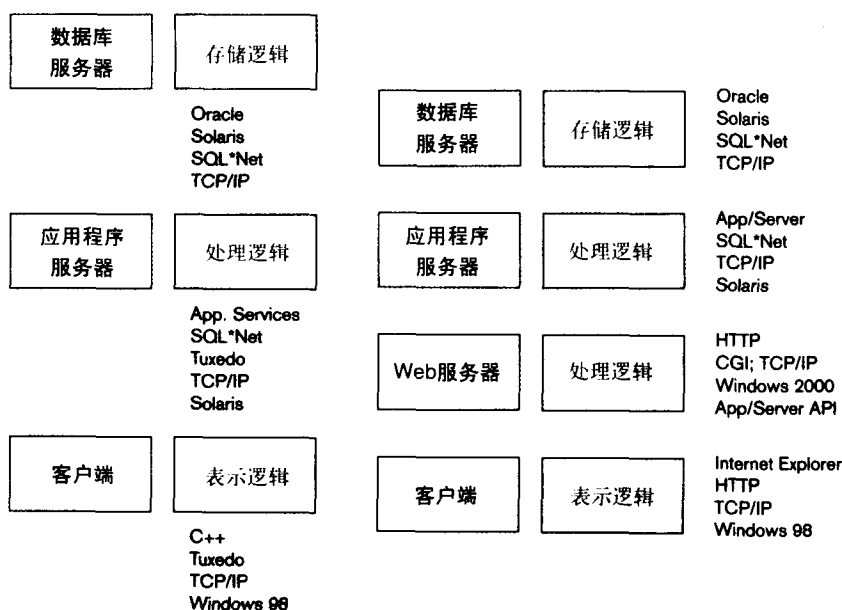 数据库
服务器
存储逻辑
Oracle
Solaris
SQL*Net
TCP/IP
应用程序
服务器
处理逻辑
App. Services
SQL*Net
Tuxedo
TCP/IP
Solaris
客户端
表示逻辑
C++
Tuxedo
TCP/IP
Windows 98
数据库
服务器
存储逻辑
Oracle
Solaris
SQL*Net
TCP/IP
应用程序
服务器
处理逻辑
App/Server
SQL*Net
TCP/IP
Solaris
Web服务器
处理逻辑
HTTP
CGI; TCP/IP
Windows 2000
App/Server API
客户端
表示逻辑
Internet Explorer
HTTP
TCP/IP
Windows 98